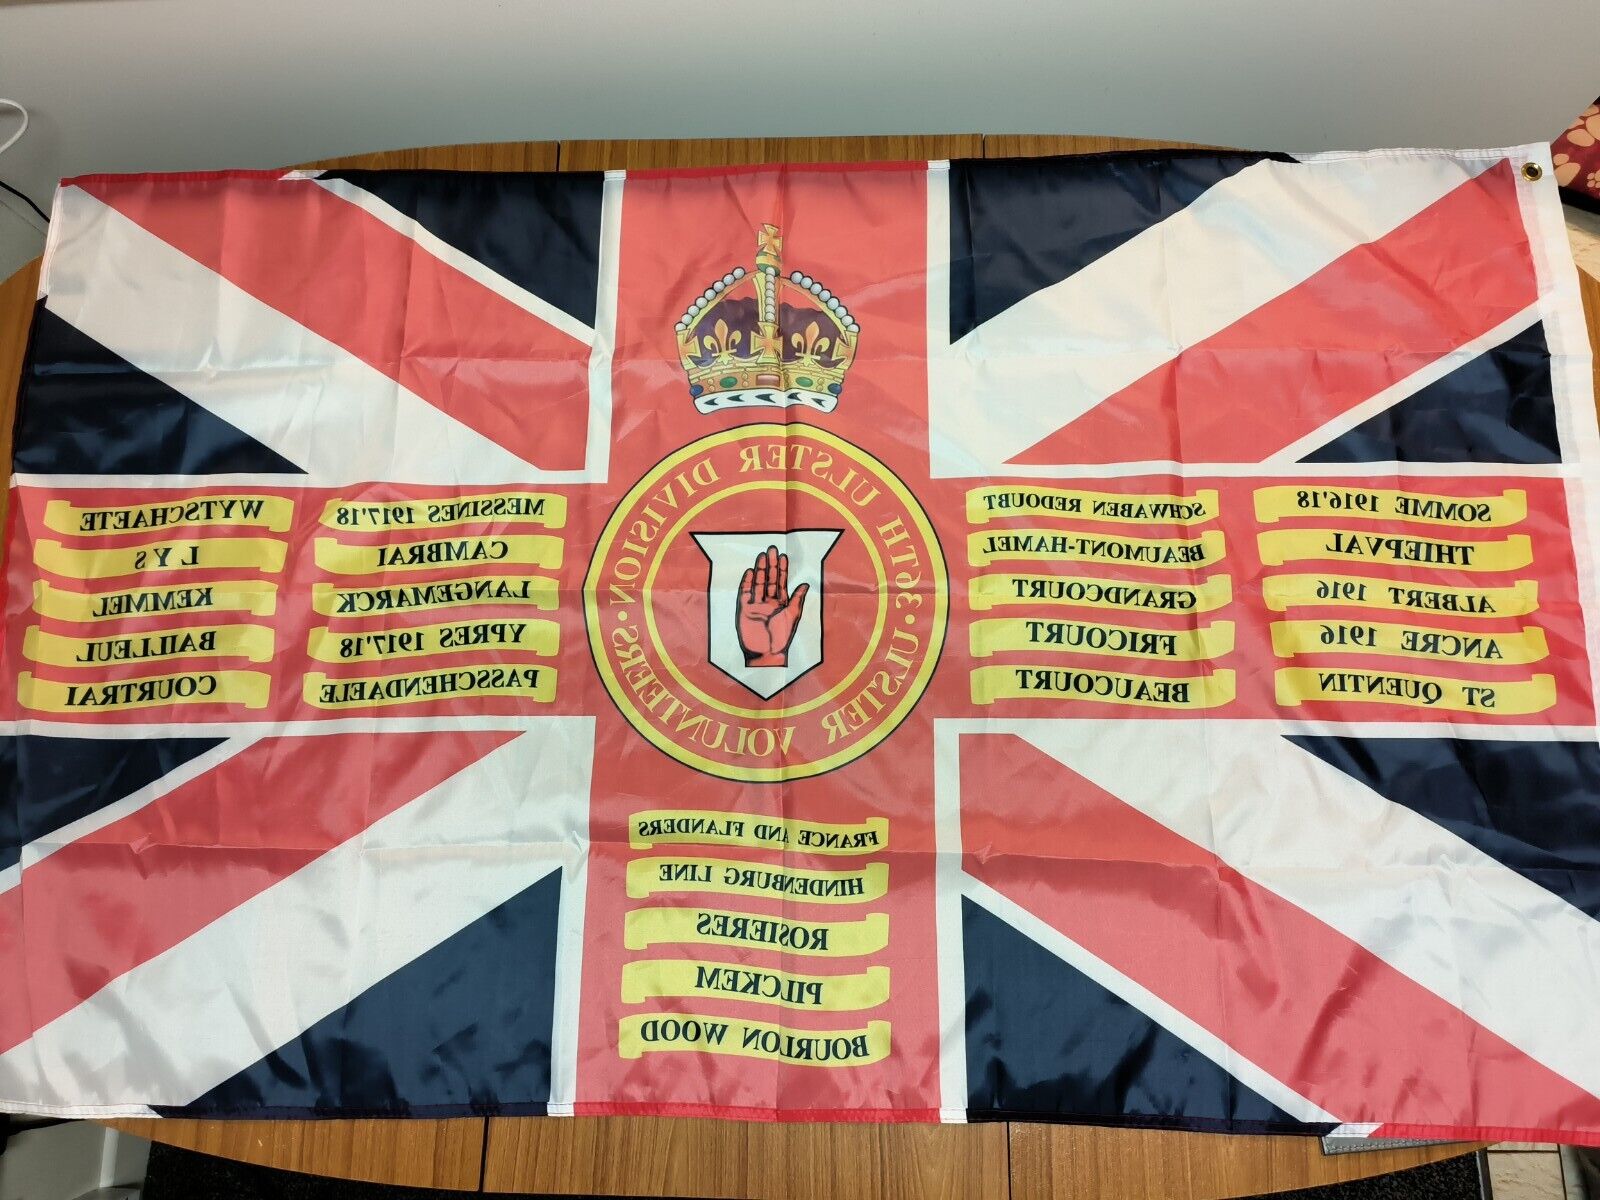 36TH ULSTER DIVISION • ULSTER VOLUNTEERS •
SOMME 1916'18
THIEPVAL
ALBERT 1916
ANCRE 1916
ST QUENTIN
SCHWABEN REDOUBT
BEAUMONT-HAMEL
GRANDCOURT
FRICOURT
BEAUCOURT
MESSINES 1917'18
CAMBRAI
LANGEMARCK
YPRES 1917'18
PASSCHENDAELE
WYTSCHAETE
LYS
KEMMEL
BAILLEUL
COURTRAI
FRANCE AND FLANDERS
HINDENBURG LINE
ROSIERES
PILCKEM
BOURLON WOOD